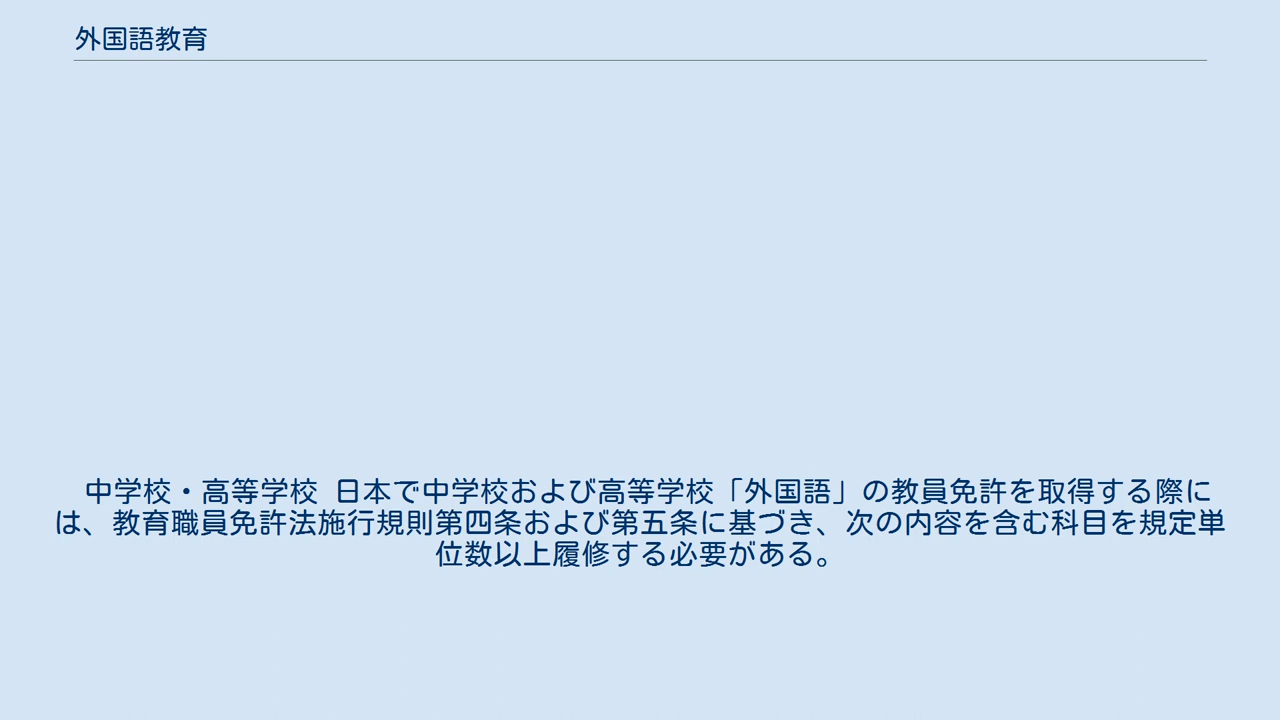 外国語教育
中学校・高等学校 日本で中学校および高等学校「外国語」の教員免許を取得する際に
は、教育職員免許法施行規則第四条および第五条に基づき、次の内容を含む科目を規定単
位数以上履修する必要がある。